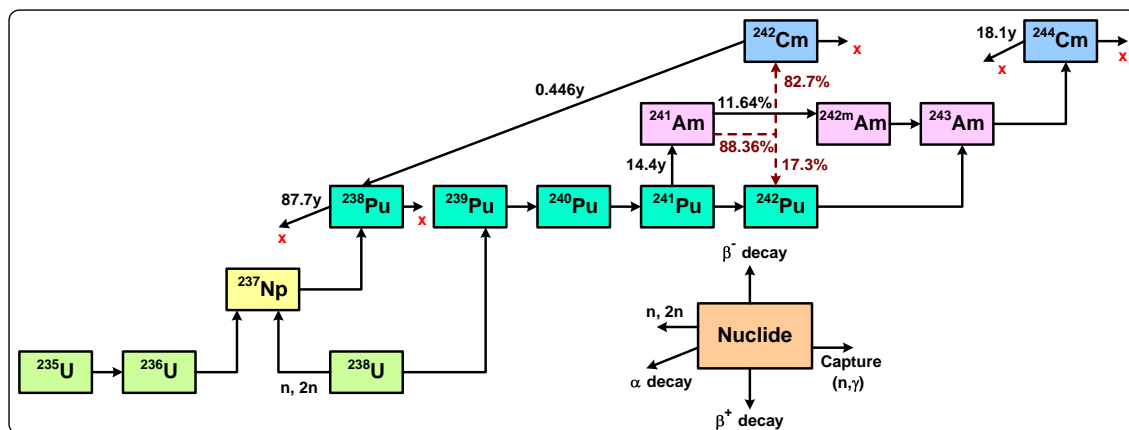 ²⁴²Cm
x
18.1y
x
²⁴⁴Cm
x
82.7%
0.446y
²⁴¹Am
11.64%
²⁴²ᵐAm
²⁴³Am
88.36%
14.4y
17.3%
87.7y
x
²³⁸Pu
x
²³⁹Pu
²⁴⁰Pu
²⁴¹Pu
²⁴²Pu
β⁻ decay
²³⁷Np
n, 2n
Nuclide
²³⁵U
²³⁶U
n, 2n
²³⁸U
α decay
Capture
(n,γ)
β⁺ decay